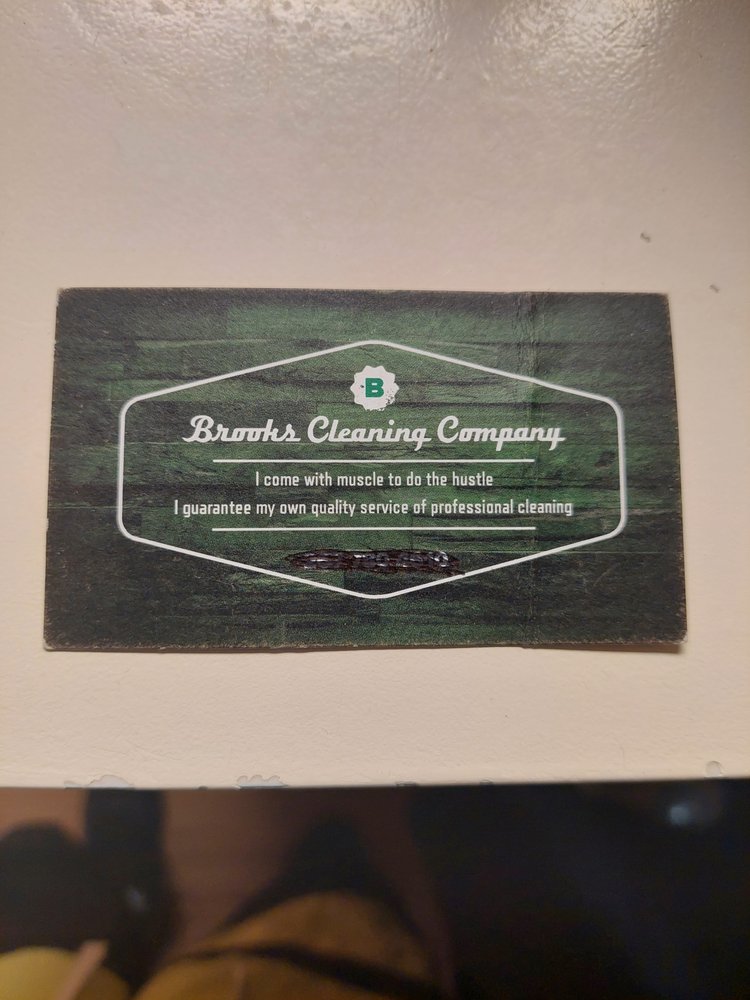 B
Brooks Cleaning Company
I come with muscle to do the hustle
I guarantee my own quality service of professional cleaning